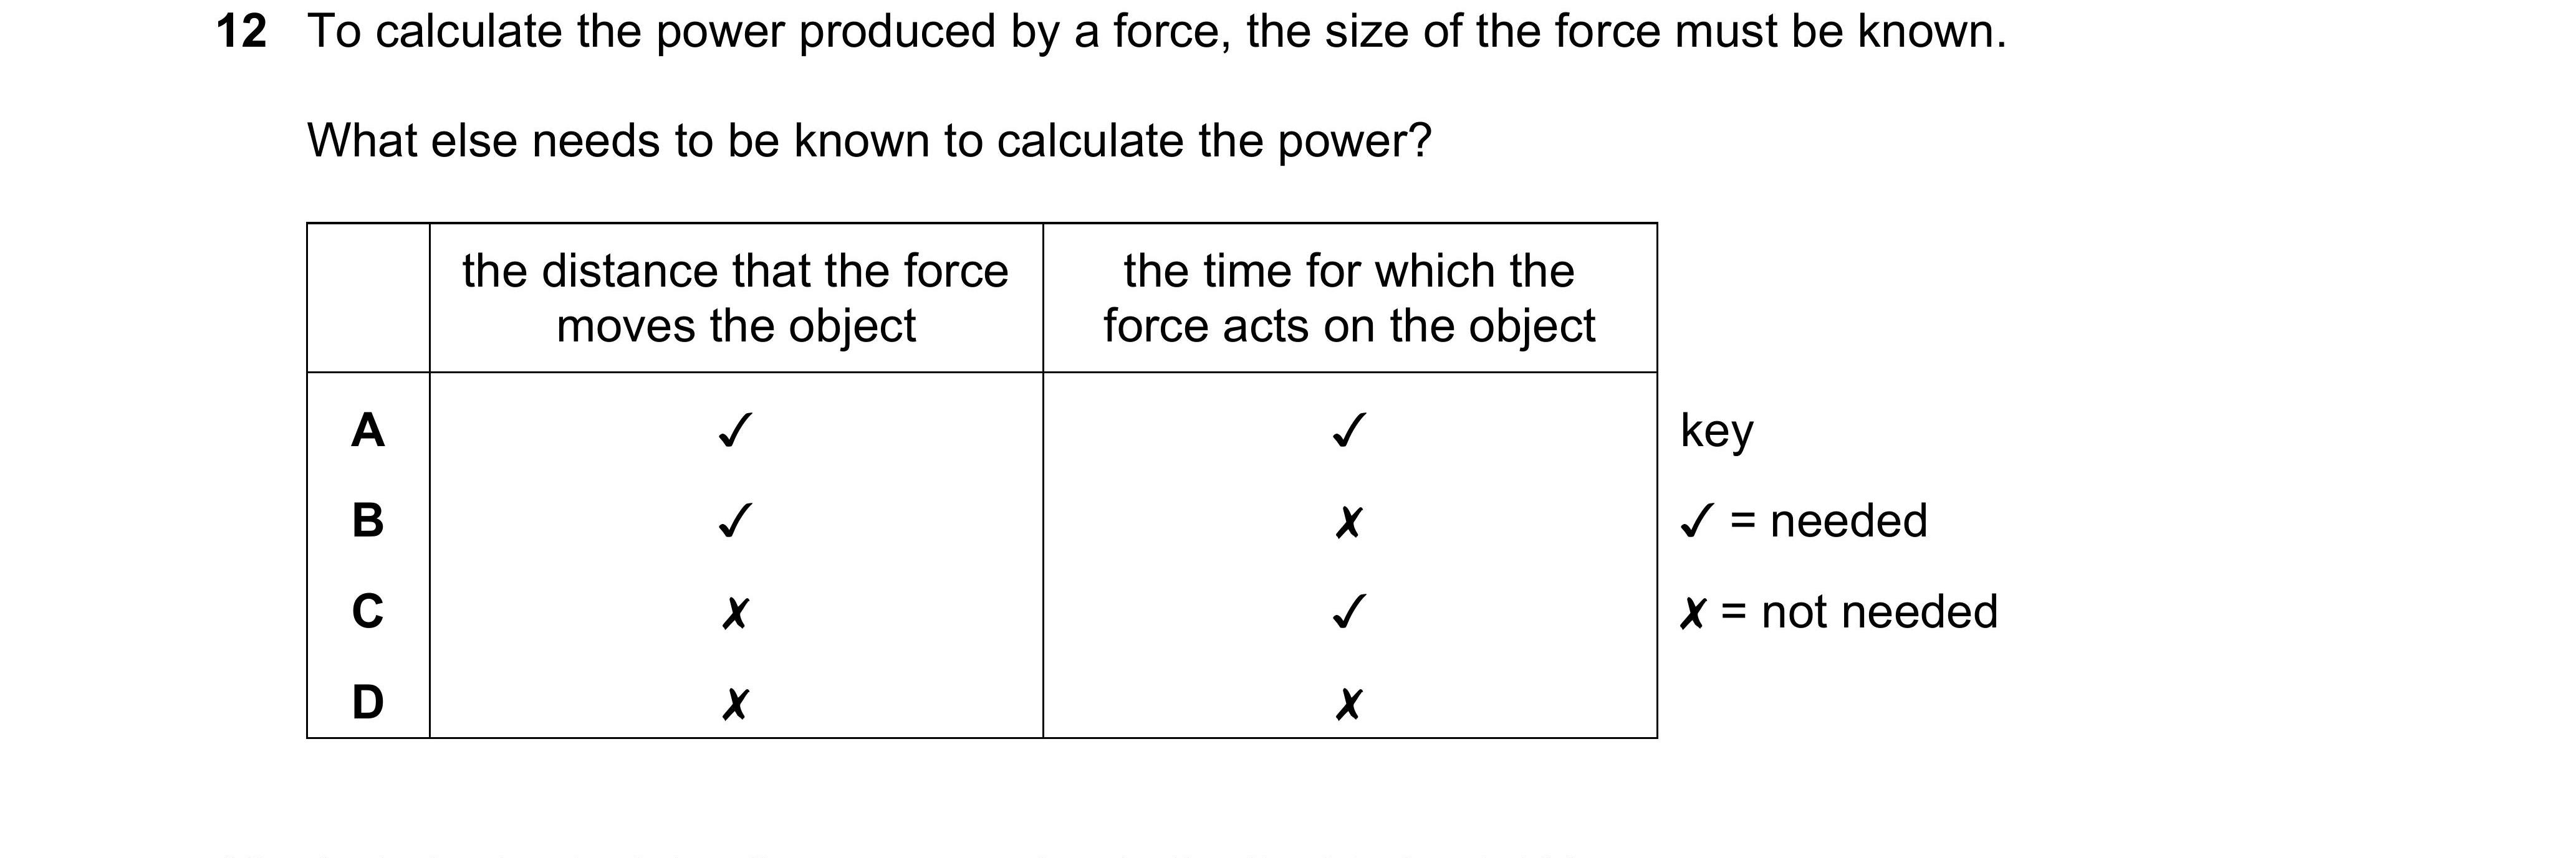 12 To calculate the power produced by a force, the size of the force must be known.
What else needs to be known to calculate the power?
the distance that the force moves the object
the time for which the force acts on the object
A ✓ ✓ key
B ✓ ✗ ✓ = needed
C ✗ ✓ ✗ = not needed
D ✗ ✗